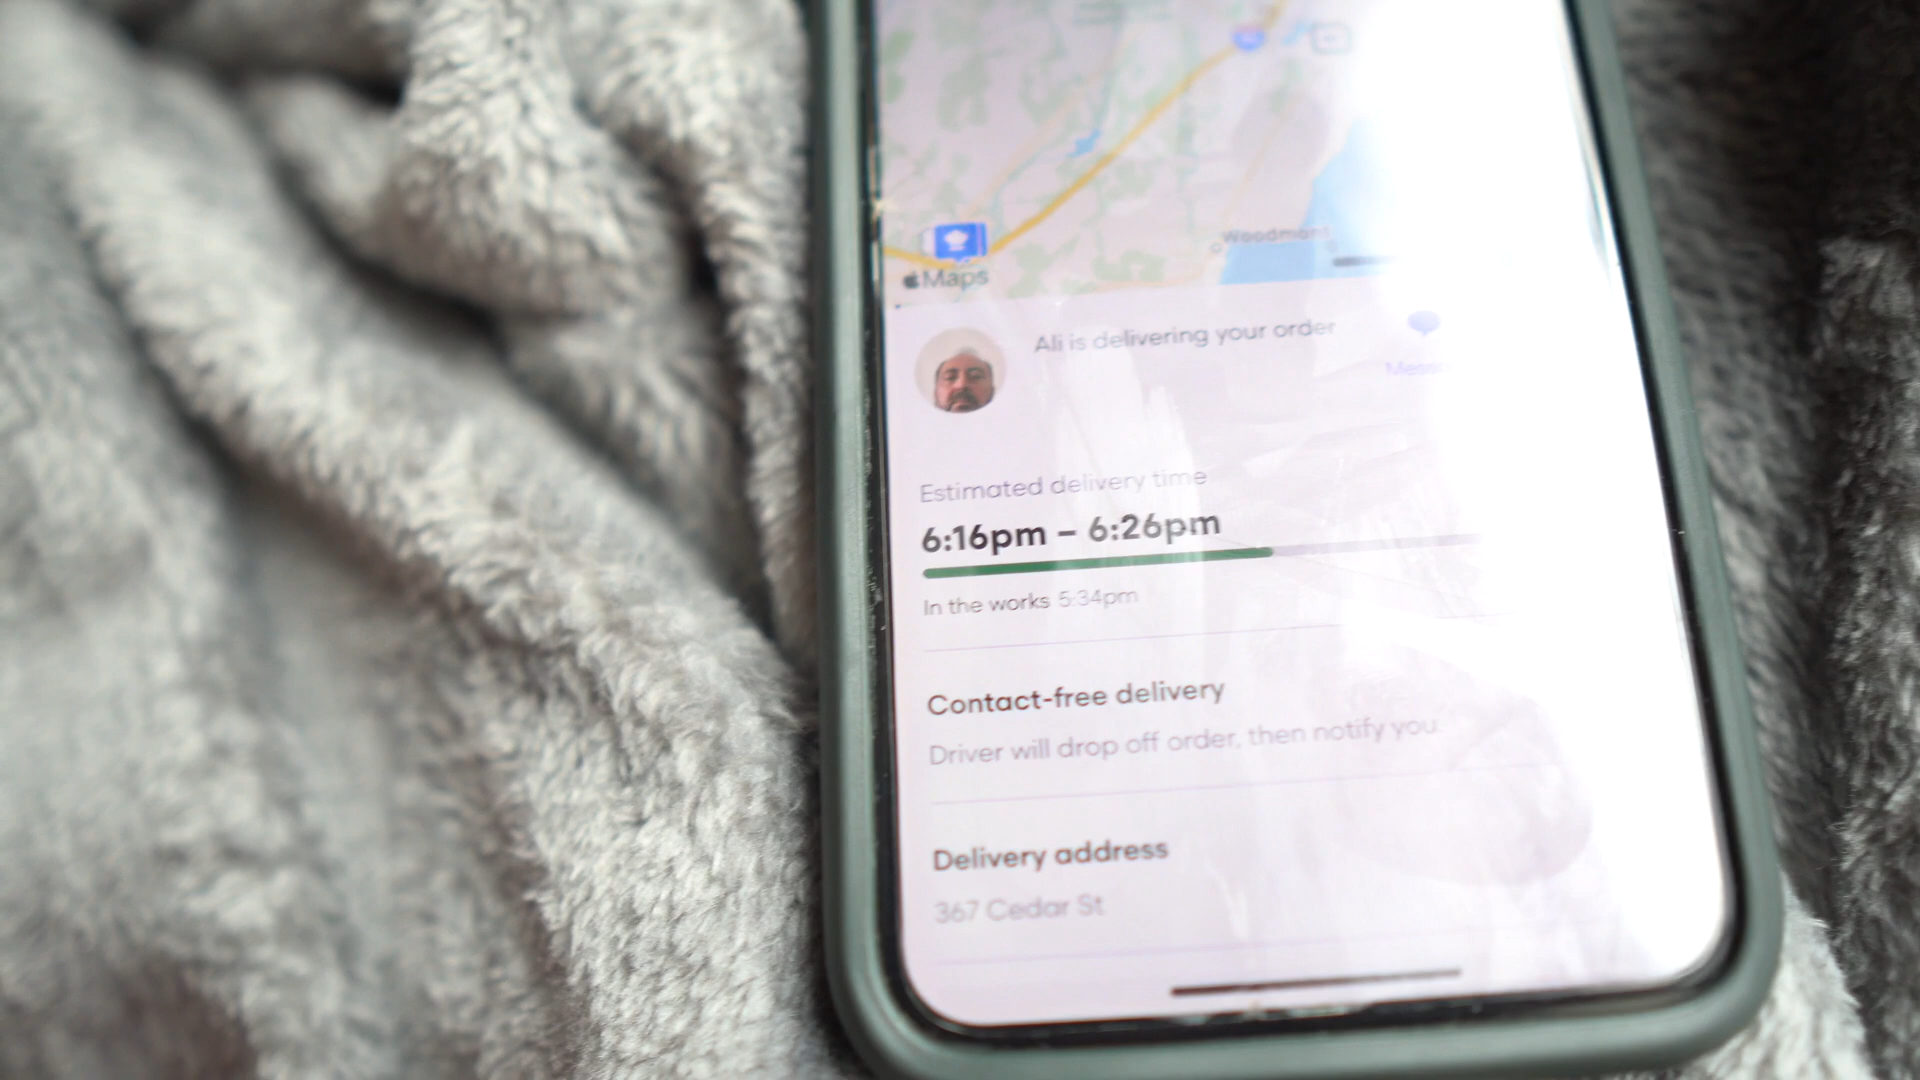 Woodmont
Maps
Ali is delivering your order
Estimated delivery time
6:16pm – 6:26pm
In the works 5:34pm
Contact-free delivery
Driver will drop off order, then notify you.
Delivery address
367 Cedar St